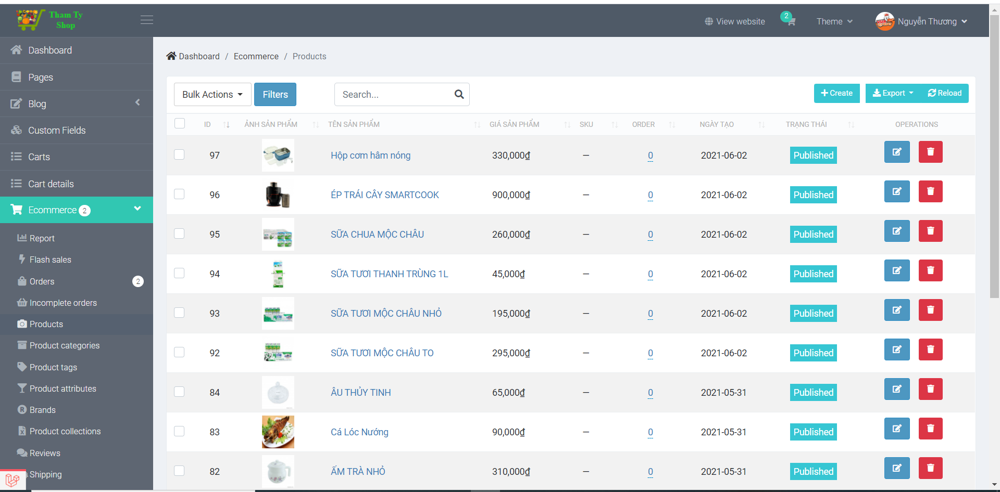 Tham Ty
Shop
View website
2
Theme
Nguyễn Thương
Dashboard
Pages
Blog
Custom Fields
Carts
Cart details
Ecommerce 2
Report
Flash sales
Orders 2
Incomplete orders
Products
Product categories
Product tags
Product attributes
Brands
Product collections
Reviews
Shipping
Dashboard / Ecommerce / Products
Bulk Actions Filters Search... Create Export Reload
ID ẢNH SẢN PHẨM TÊN SẢN PHẨM GIÁ SẢN PHẨM SKU ORDER NGÀY TẠO TRẠNG THÁI OPERATIONS
97 Hộp cơm hâm nóng 330,000₫ — 0 2021-06-02 Published
96 ÉP TRÁI CÂY SMARTCOOK 900,000₫ — 0 2021-06-02 Published
95 SỮA CHUA MỘC CHÂU 260,000₫ — 0 2021-06-02 Published
94 SỮA TƯƠI THANH TRÙNG 1L 45,000₫ — 0 2021-06-02 Published
93 SỮA TƯƠI MỘC CHÂU NHỎ 195,000₫ — 0 2021-06-02 Published
92 SỮA TƯƠI MỘC CHÂU TO 295,000₫ — 0 2021-06-02 Published
84 ÂU THỦY TINH 65,000₫ — 0 2021-05-31 Published
83 Cá Lóc Nướng 90,000₫ — 0 2021-05-31 Published
82 ẤM TRÀ NHỎ 310,000₫ — 0 2021-05-31 Published